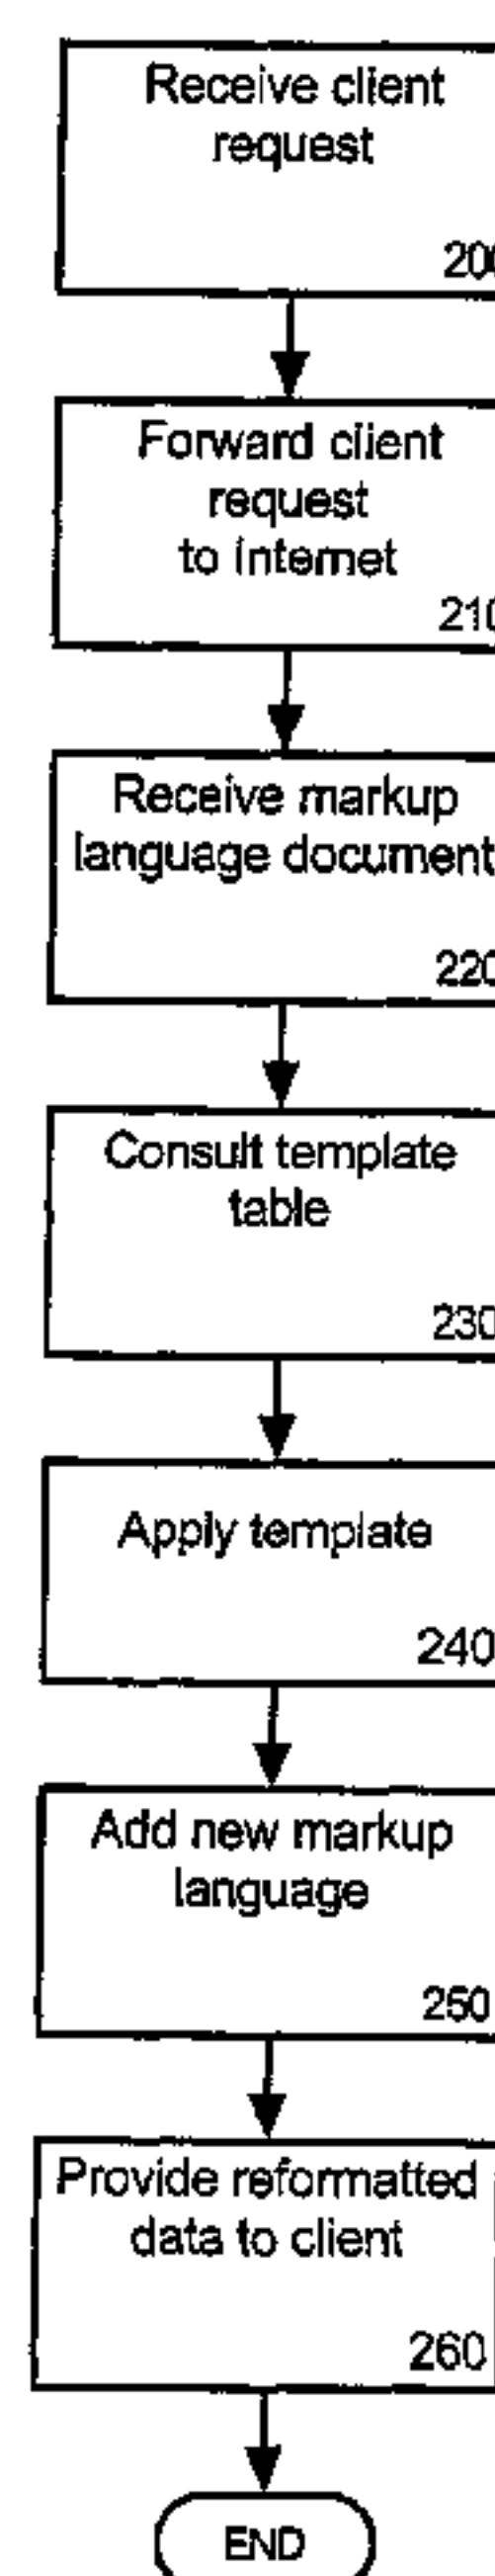 Receive client
request
200
Forward client
request
to Internet
210
Receive markup
language document
220
Consult template
table
230
Apply template
240
Add new markup
language
250
Provide reformatted
data to client
260
END